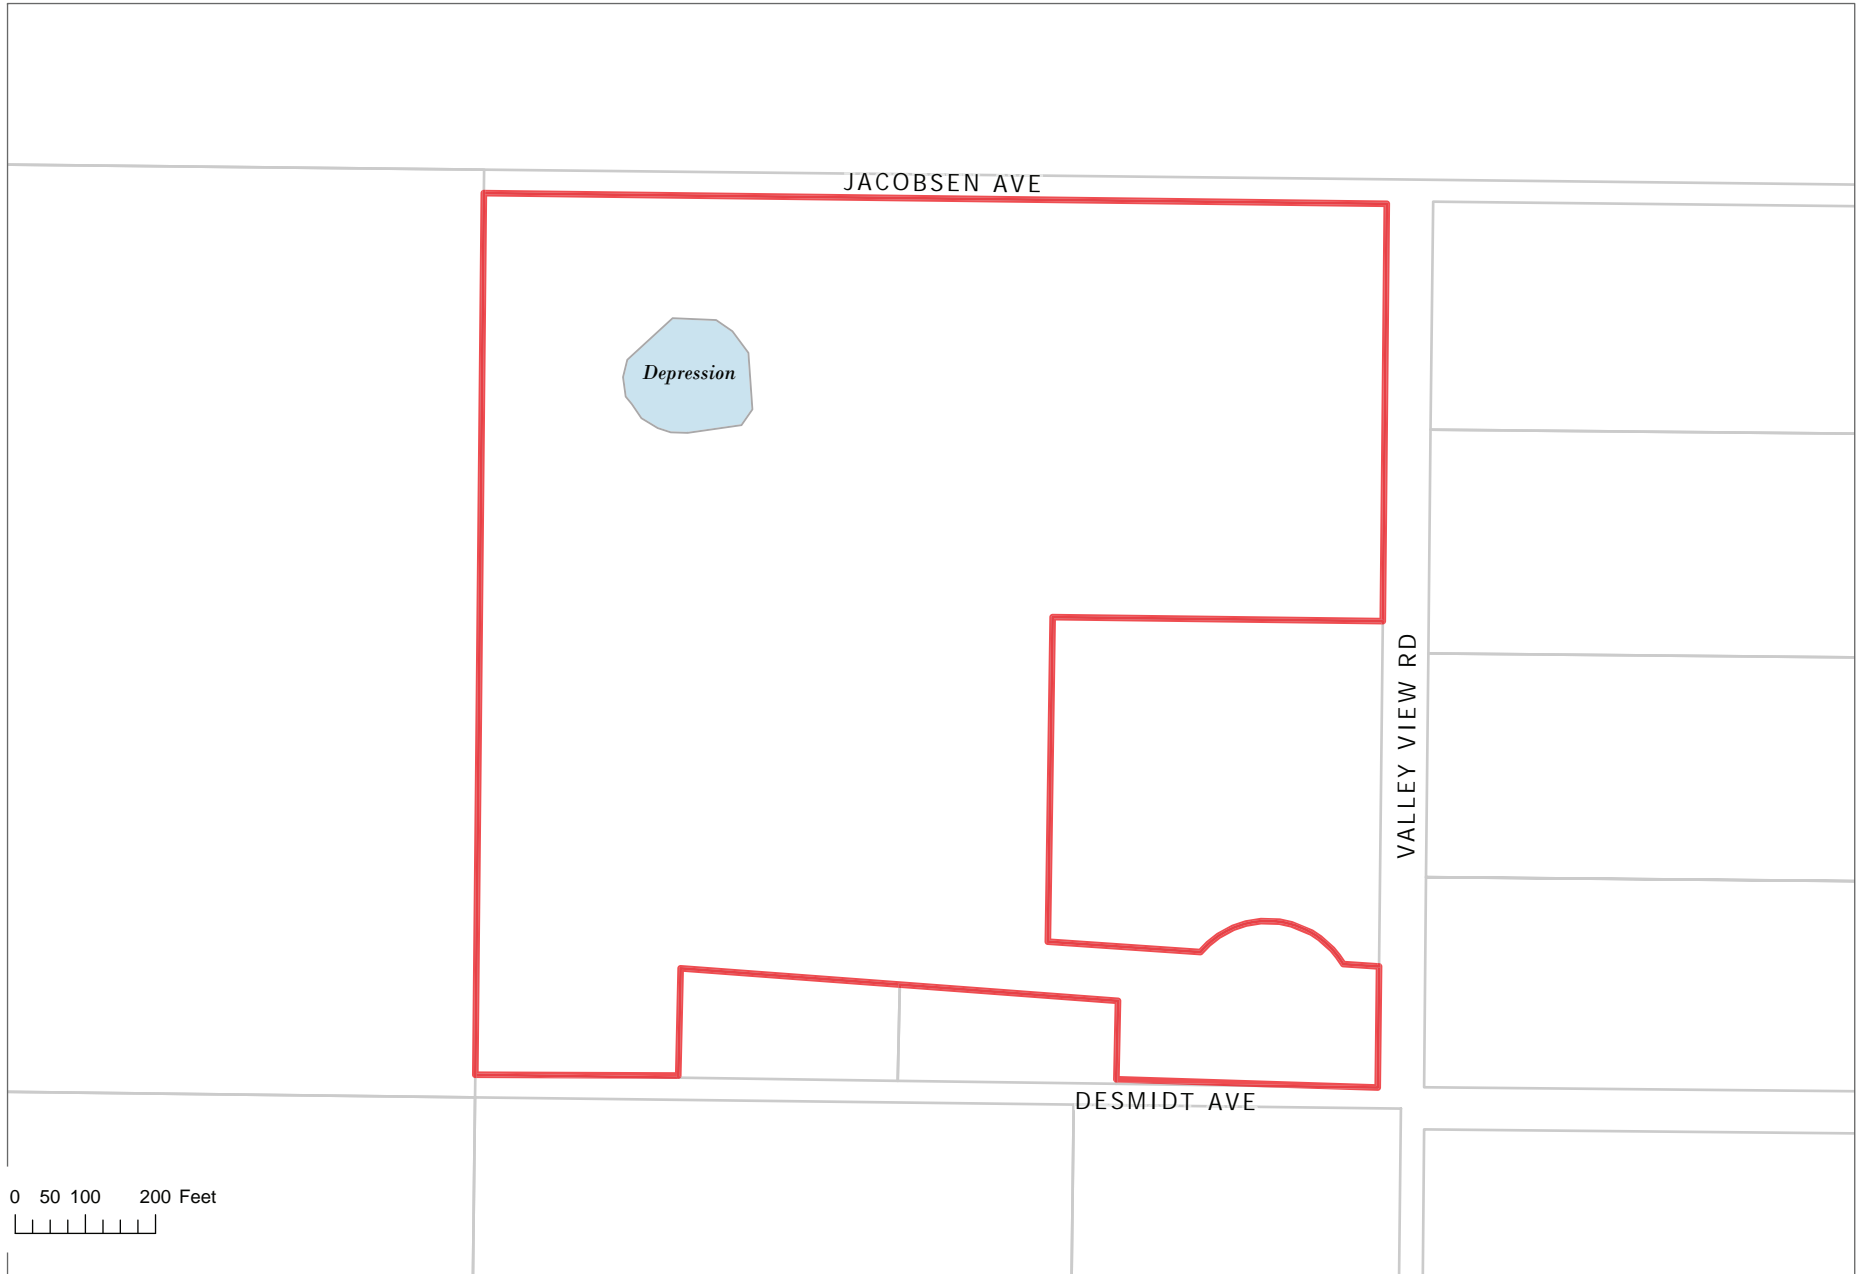 JACOBSEN AVE
Depression
VALLEY VIEW RD
DESMIDT AVE
0 50 100 200 Feet